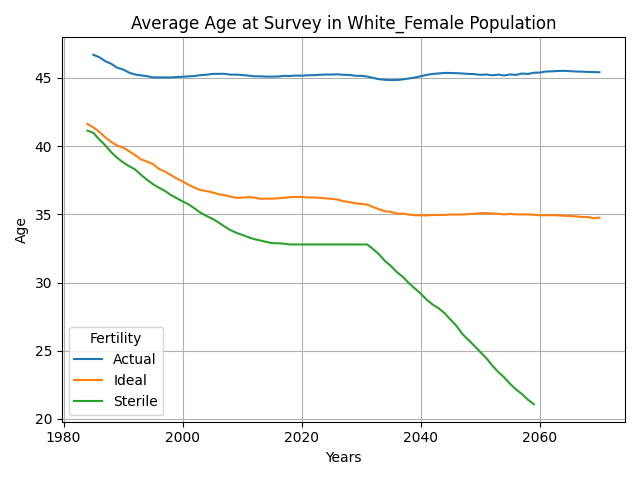 Average Age at Survey in White_Female Population
Age
45
40
35
30
25
20
Fertility
Actual
Ideal
Sterile
1980
2000
2020
2040
2060
Years